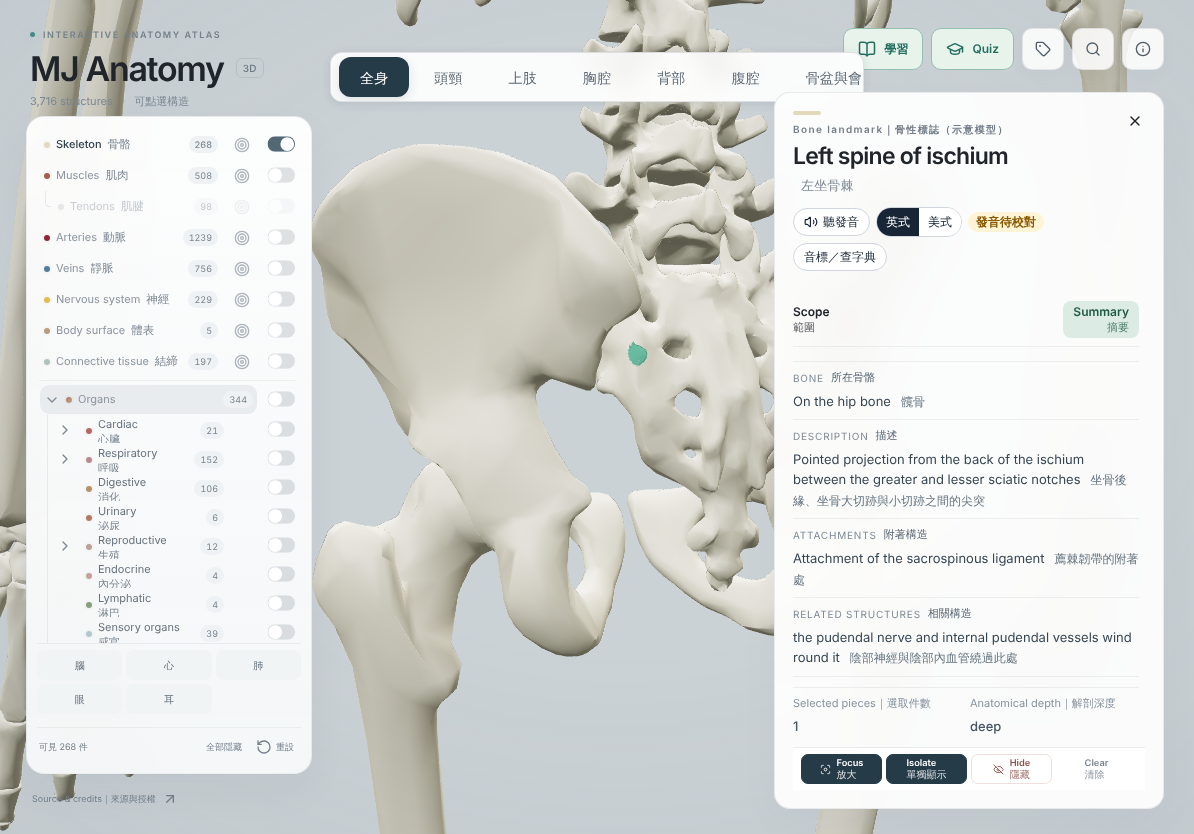 INTERACTIVE ANATOMY ATLAS
MJ Anatomy 3D
3,716 structures 可點選構造
全身 頭頸 上肢 胸腔 背部 腹腔 骨盆與會
學習 Quiz
Skeleton 骨骼 268
Muscles 肌肉 508
Tendons 肌腱 98
Arteries 動脈 1239
Veins 靜脈 756
Nervous system 神經 229
Body surface 體表 5
Connective tissue 結締 197
Organs 344
Cardiac 21
心臟
Respiratory 152
呼吸
Digestive 106
消化
Urinary 6
泌尿
Reproductive 12
生殖
Endocrine 4
內分泌
Lymphatic 4
淋巴
Sensory organs 39
感官
腦 心 肺
眼 耳
可見 268 件 全部隱藏 重設
Source & credits｜來源與授權
Bone landmark｜骨性標誌（示意模型）
Left spine of ischium
左坐骨棘
聽發音 英式 美式 發音待校對
音標／查字典
Scope Summary
範圍 摘要
BONE 所在骨骼
On the hip bone 髖骨
DESCRIPTION 描述
Pointed projection from the back of the ischium
between the greater and lesser sciatic notches 坐骨後
緣、坐骨大切跡與小切跡之間的尖突
ATTACHMENTS 附著構造
Attachment of the sacrospinous ligament 薦棘韌帶的附著
處
RELATED STRUCTURES 相關構造
the pudendal nerve and internal pudendal vessels wind
round it 陰部神經與陰部內血管繞過此處
Selected pieces｜選取件數 Anatomical depth｜解剖深度
1 deep
Focus Isolate Hide Clear
放大 單獨顯示 隱藏 清除